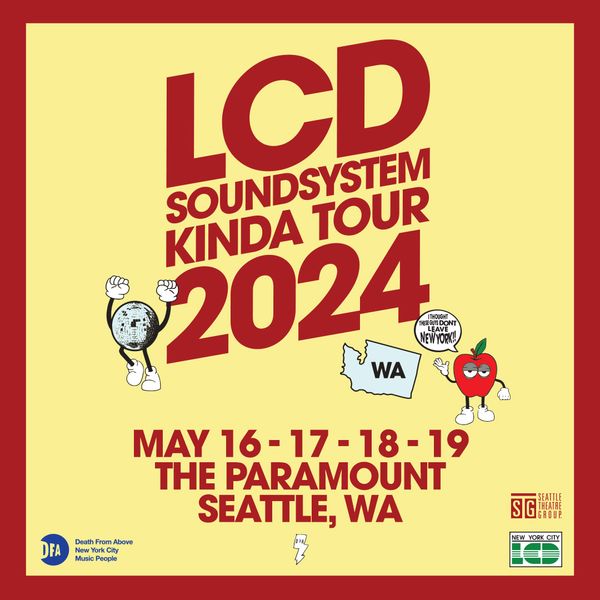 LCD
SOUNDSYSTEM
KINDA TOUR
2024
I THOUGHT
THESE GUYS DONT
LEAVE
NEW YORK!!
WA
MAY 16 - 17 - 18 - 19
THE PARAMOUNT
SEATTLE, WA
DFA
Death From Above
New York City
Music People
DFA
STG
SEATTLE
THEATRE
GROUP
NEW YORK CITY
LCD